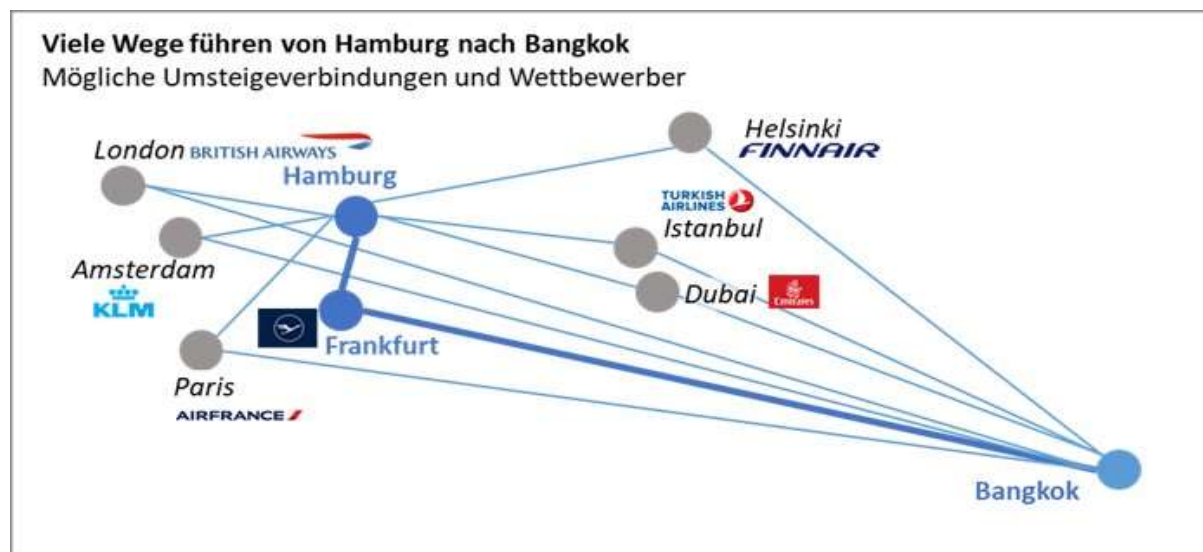 Viele Wege führen von Hamburg nach Bangkok
Mögliche Umsteigeverbindungen und Wettbewerber
London BRITISH AIRWAYS
Hamburg
Helsinki
FINNAIR
TURKISH
AIRLINES
Istanbul
Amsterdam
KLM
Dubai Emirates
Frankfurt
Paris
AIRFRANCE
Bangkok